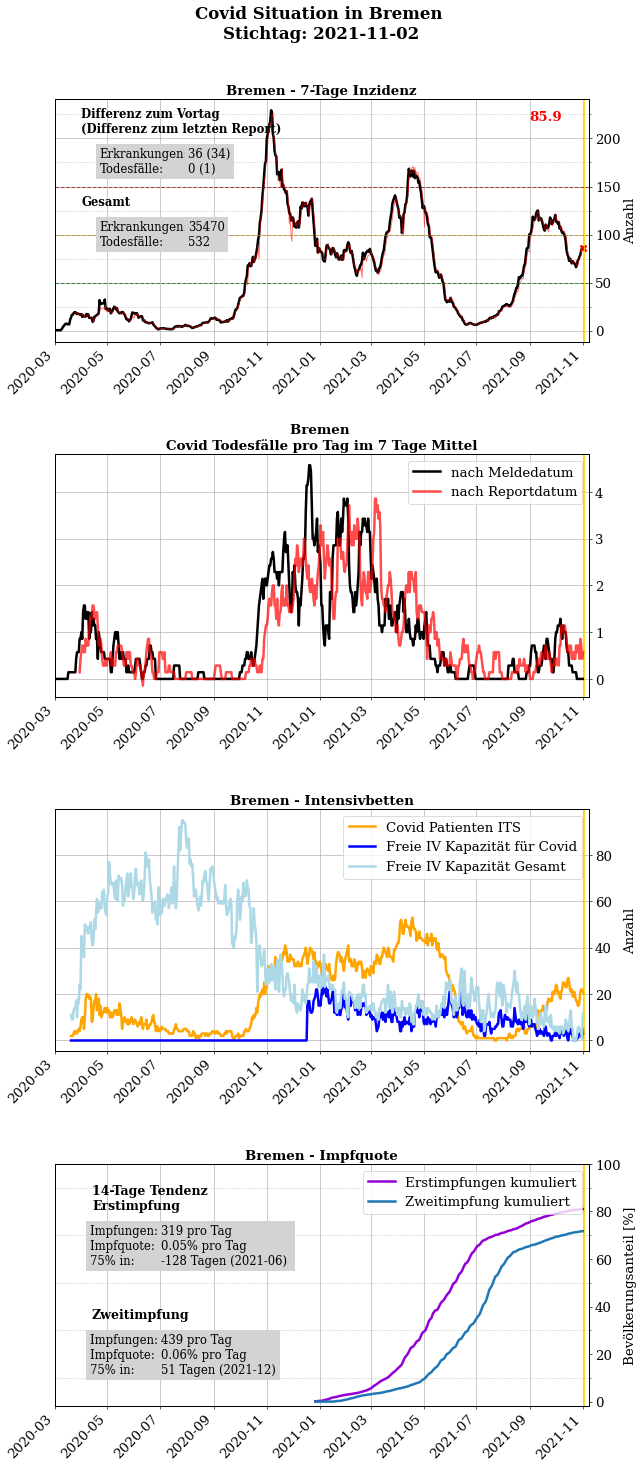 Covid Situation in Bremen
Stichtag: 2021-11-02
Bremen - 7-Tage Inzidenz
Differenz zum Vortag
(Differenz zum letzten Report)
Erkrankungen 36 (34)
Todesfälle: 0 (1)
Gesamt
Erkrankungen 35470
Todesfälle: 532
85.9
200
150
100
50
0
Anzahl
2020-03
2020-05
2020-07
2020-09
2020-11
2021-01
2021-03
2021-05
2021-07
2021-09
2021-11
Bremen
Covid Todesfälle pro Tag im 7 Tage Mittel
nach Meldedatum
nach Reportdatum
4
3
2
1
0
2020-03
2020-05
2020-07
2020-09
2020-11
2021-01
2021-03
2021-05
2021-07
2021-09
2021-11
Bremen - Intensivbetten
Covid Patienten ITS
Freie IV Kapazität für Covid
Freie IV Kapazität Gesamt
80
60
40
20
0
Anzahl
2020-03
2020-05
2020-07
2020-09
2020-11
2021-01
2021-03
2021-05
2021-07
2021-09
2021-11
Bremen - Impfquote
14-Tage Tendenz
Erstimpfung
Impfungen: 319 pro Tag
Impfquote: 0.05% pro Tag
75% in: -128 Tagen (2021-06)
Zweitimpfung
Impfungen: 439 pro Tag
Impfquote: 0.06% pro Tag
75% in: 51 Tagen (2021-12)
Erstimpfungen kumuliert
Zweitimpfung kumuliert
100
80
60
40
20
0
Bevölkerungsanteil [%]
2020-03
2020-05
2020-07
2020-09
2020-11
2021-01
2021-03
2021-05
2021-07
2021-09
2021-11